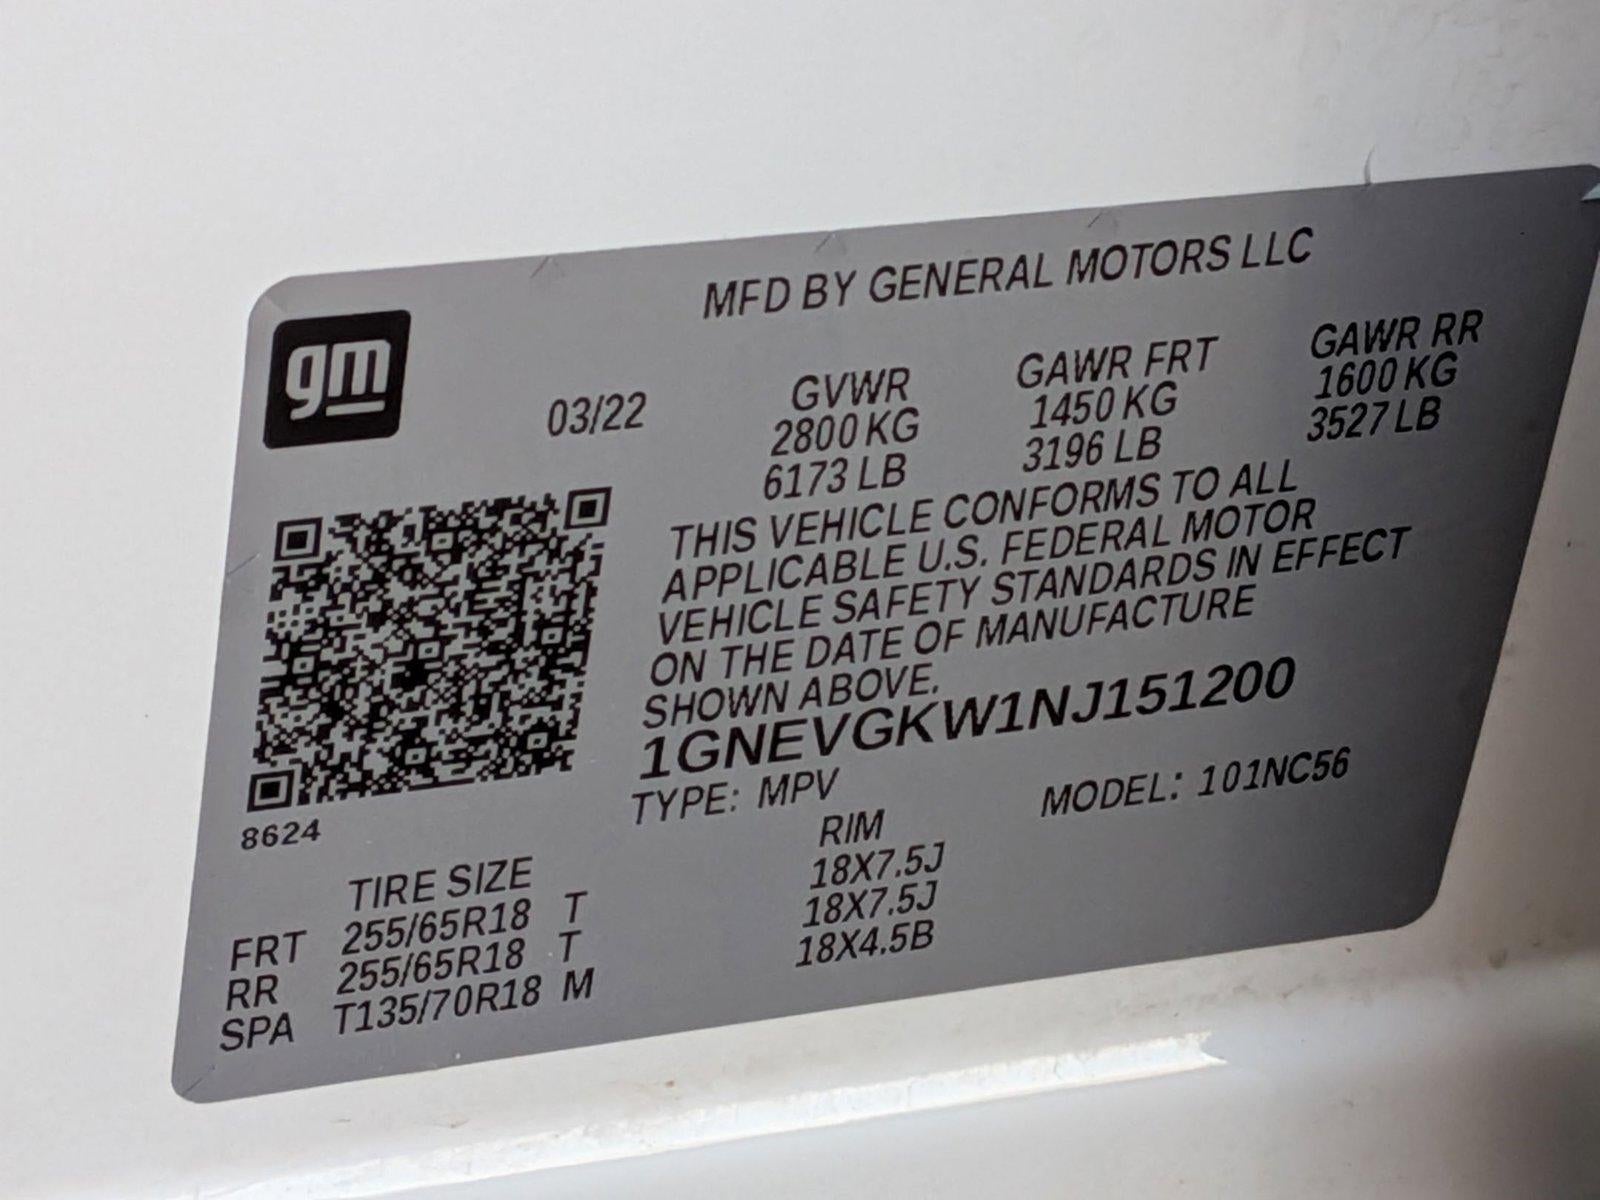 MFD BY GENERAL MOTORS LLC
gm
03/22
GVWR GAWR FRT GAWR RR
2800 KG 1450 KG 1600 KG
6173 LB 3196 LB 3527 LB
THIS VEHICLE CONFORMS TO ALL
APPLICABLE U.S. FEDERAL MOTOR
VEHICLE SAFETY STANDARDS IN EFFECT
ON THE DATE OF MANUFACTURE
SHOWN ABOVE.
1GNEVGKW1NJ151200
TYPE: MPV MODEL: 101NC56
8624
TIRE SIZE RIM
FRT 255/65R18 T 18X7.5J
RR 255/65R18 T 18X7.5J
SPA T135/70R18 M 18X4.5B